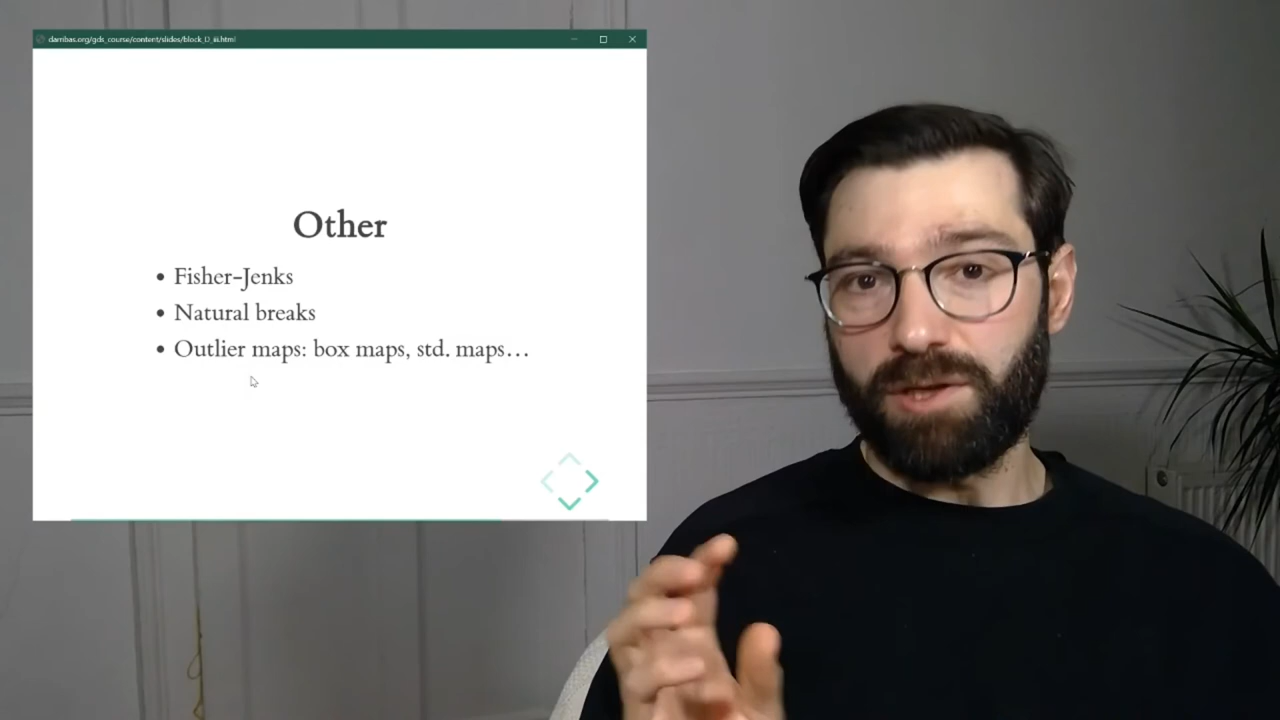 darribas.org/gds_course/content/slides/block_D_iii.html
Other
• Fisher-Jenks
• Natural breaks
• Outlier maps: box maps, std. maps…